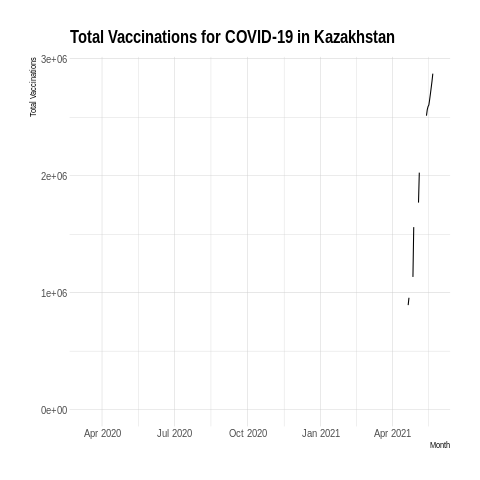 Total Vaccinations for COVID-19 in Kazakhstan
Total Vaccinations
3e+06
2e+06
1e+06
0e+00
Apr 2020 Jul 2020 Oct 2020 Jan 2021 Apr 2021
Month